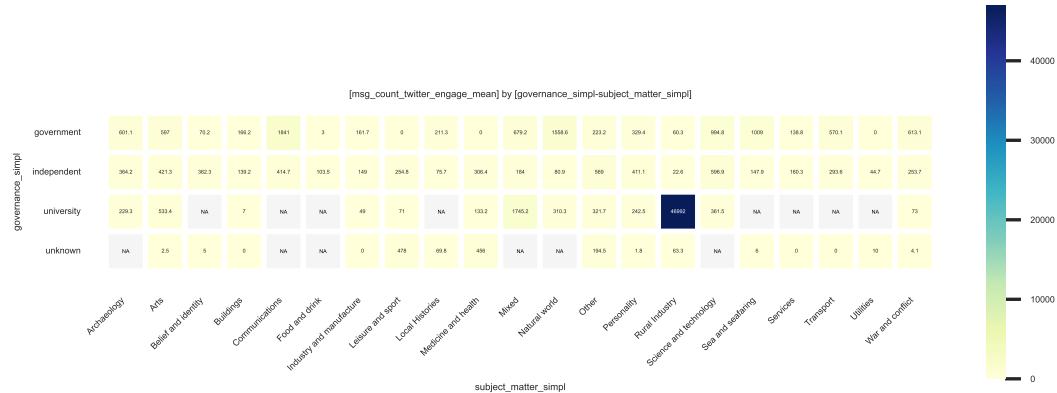 [msg_count_twitter_engage_mean] by [governance_simpl-subject_matter_simpl]
governance_simpl
government 601.1 597 70.2 166.2 1841 3 161.7 0 211.3 0 679.2 1558.6 223.2 329.4 60.3 994.8 1009 138.8 570.1 0 613.1
independent 364.2 421.3 362.3 139.2 414.7 103.5 149 254.8 75.7 306.4 184 80.9 569 411.1 22.6 596.9 147.9 160.3 293.6 44.7 253.7
university 229.3 533.4 NA 7 NA NA 49 71 NA 133.2 1745.2 310.3 321.7 242.5 46992 361.5 NA NA NA NA 73
unknown NA 2.5 5 0 NA NA 0 478 69.8 456 NA NA 194.5 1.8 63.3 NA 8 0 0 10 4.1
Archaeology
Arts
Belief and identity
Buildings
Communications
Food and drink
Industry and manufacture
Leisure and sport
Local Histories
Medicine and health
Mixed
Natural world
Other
Personality
Rural Industry
Science and technology
Sea and seafaring
Services
Transport
Utilities
War and conflict
subject_matter_simpl
40000
30000
20000
10000
0